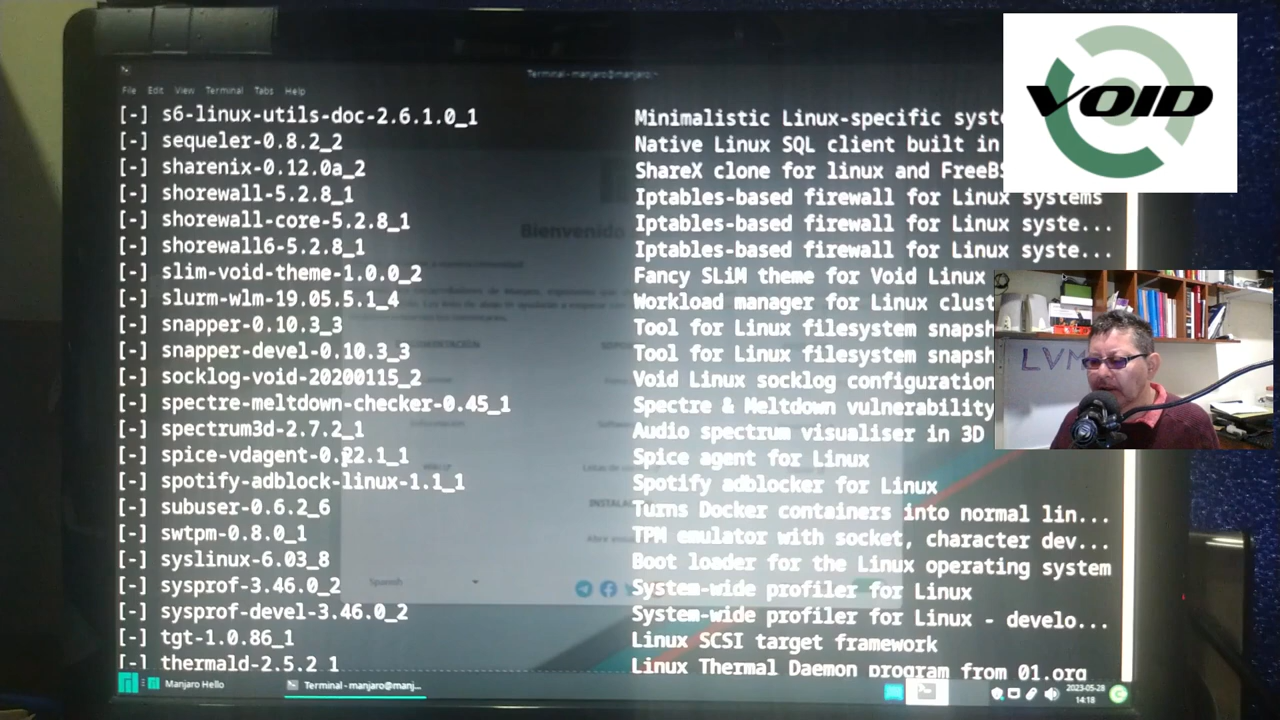 Terminal - manjaro@manjaro:~
File Edit View Terminal Tabs Help
[-] s6-linux-utils-doc-2.6.1.0_1 Minimalistic Linux-specific syste
[-] sequeler-0.8.2_2 Native Linux SQL client built in
[-] sharenix-0.12.0a_2 ShareX clone for linux and FreeBS
[-] shorewall-5.2.8_1 Iptables-based firewall for Linux systems
[-] shorewall-core-5.2.8_1 Iptables-based firewall for Linux syste...
[-] shorewall6-5.2.8_1 Iptables-based firewall for Linux syste...
[-] slim-void-theme-1.0.0_2 Fancy SLiM theme for Void Linux
[-] slurm-wlm-19.05.5.1_4 Workload manager for Linux clust
[-] snapper-0.10.3_3 Tool for Linux filesystem snapsh
[-] snapper-devel-0.10.3_3 Tool for Linux filesystem snapsh
[-] socklog-void-20200115_2 Void Linux socklog configuration
[-] spectre-meltdown-checker-0.45_1 Spectre & Meltdown vulnerability
[-] spectrum3d-2.7.2_1 Audio spectrum visualiser in 3D
[-] spice-vdagent-0.22.1_1 Spice agent for Linux
[-] spotify-adblock-linux-1.1_1 Spotify adblocker for Linux
[-] subuser-0.6.2_6 Turns Docker containers into normal lin...
[-] swtpm-0.8.0_1 TPM emulator with socket, character dev...
[-] syslinux-6.03_8 Boot loader for the Linux operating system
[-] sysprof-3.46.0_2 System-wide profiler for Linux
[-] sysprof-devel-3.46.0_2 System-wide profiler for Linux - develo...
[-] tgt-1.0.86_1 Linux SCSI target framework
[-] thermald-2.5.2_1 Linux Thermal Daemon program from 01.org
Bienvenido
Spanish
Manjaro Hello
Terminal - manjaro@manj...
2023-05-28
14:18
VOID
LVM